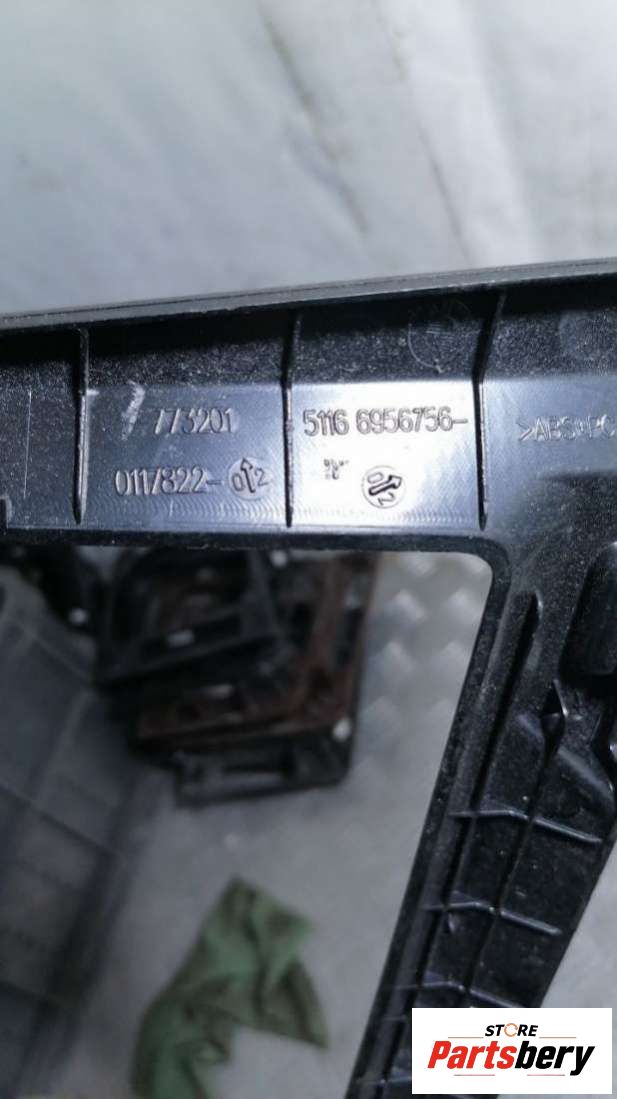 773201
5116 6956756-
>ABS+PC
0117822-
STORE
Partsbery